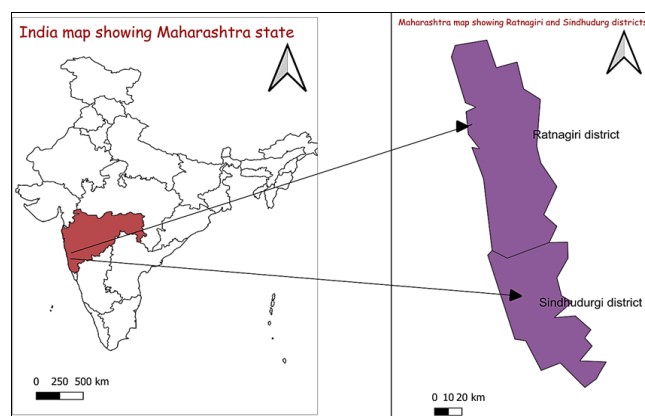 India map showing Maharashtra state
0 250 500 km
Maharashtra map showing Ratnagiri and Sindhudurg districts
Ratnagiri district
Sindhudurgi district
0 10 20 km